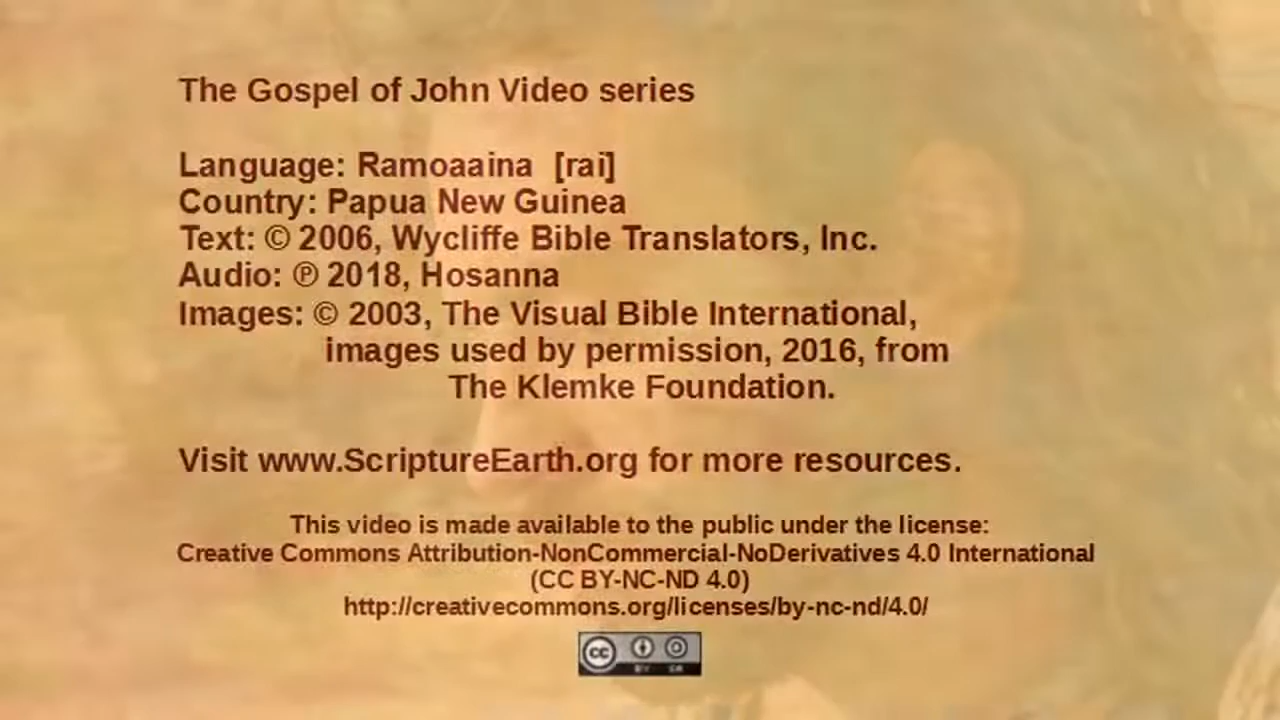 The Gospel of John Video series
Language: Ramoaaina [rai]
Country: Papua New Guinea
Text: © 2006, Wycliffe Bible Translators, Inc.
Audio: ℗ 2018, Hosanna
Images: © 2003, The Visual Bible International,
images used by permission, 2016, from
The Klemke Foundation.
Visit www.ScriptureEarth.org for more resources.
This video is made available to the public under the license:
Creative Commons Attribution-NonCommercial-NoDerivatives 4.0 International
(CC BY-NC-ND 4.0)
http://creativecommons.org/licenses/by-nc-nd/4.0/
cc